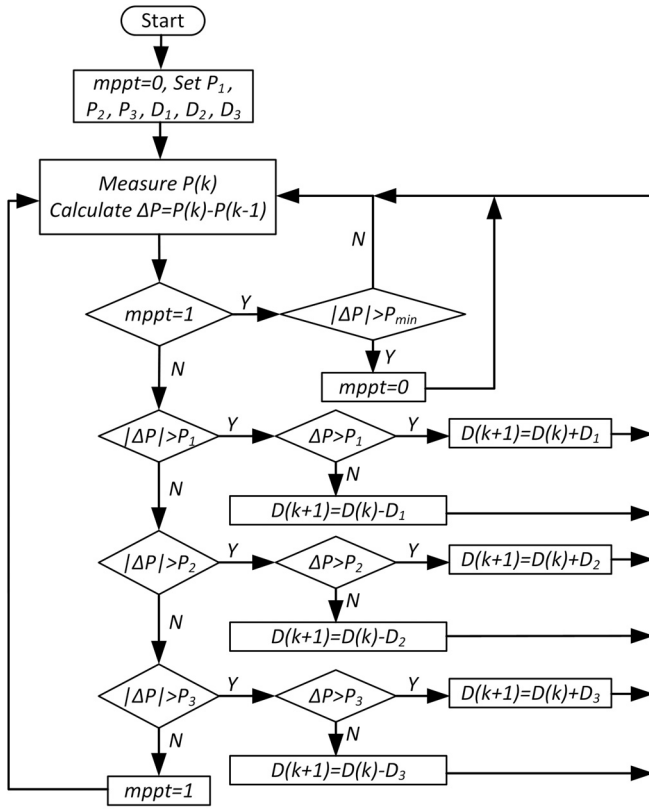 Start
mppt=0, Set P₁,
P₂, P₃, D₁, D₂, D₃
Measure P(k)
Calculate ΔP=P(k)-P(k-1)
N
mppt=1
Y
|ΔP|>Pₘᵢₙ
N
Y
mppt=0
|ΔP|>P₁
Y
ΔP>P₁
Y
D(k+1)=D(k)+D₁
N
N
D(k+1)=D(k)-D₁
|ΔP|>P₂
Y
ΔP>P₂
Y
D(k+1)=D(k)+D₂
N
N
D(k+1)=D(k)-D₂
|ΔP|>P₃
Y
ΔP>P₃
Y
D(k+1)=D(k)+D₃
N
N
D(k+1)=D(k)-D₃
mppt=1